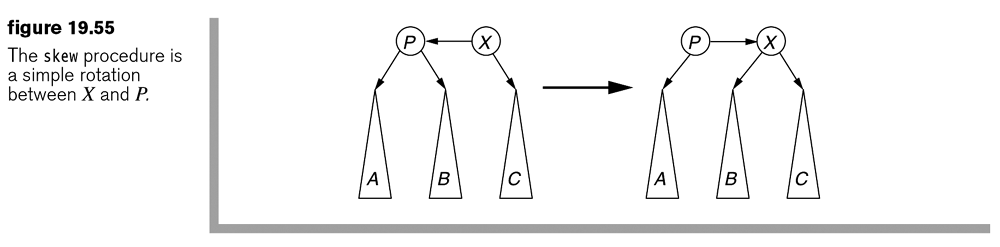 figure 19.55
The skew procedure is
a simple rotation
between X and P.
P X
A B C
P X
A B C